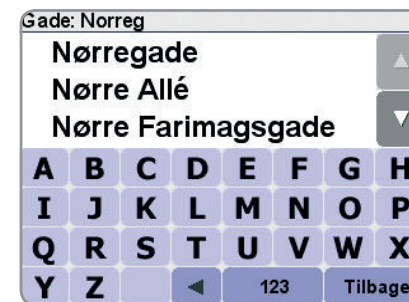 Gade: Norreg
Nørregade
Nørre Allé
Nørre Farimagsgade
A B C D E F G H
I J K L M N O P
Q R S T U V W X
Y Z 123 Tilbage